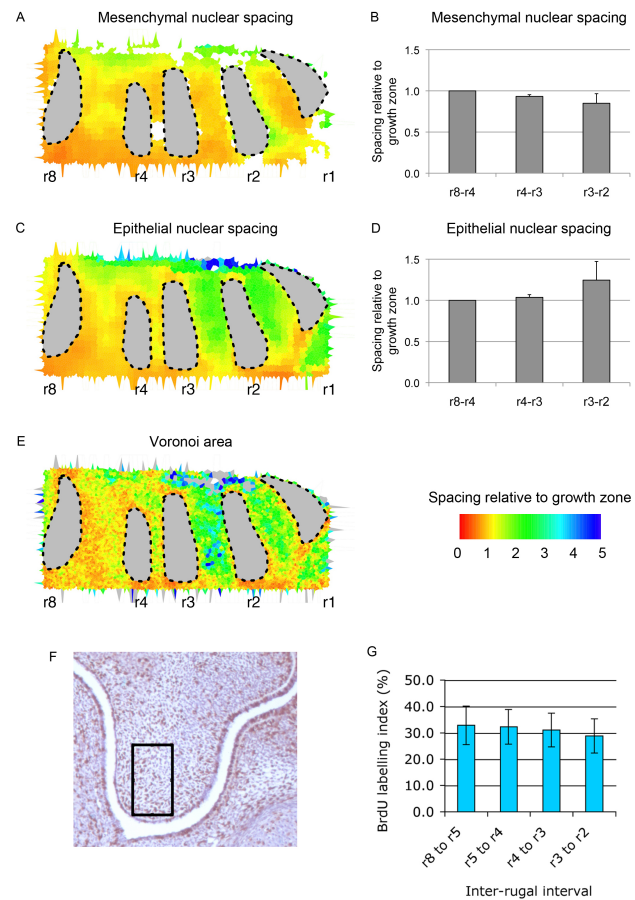 A
Mesenchymal nuclear spacing
r8 r4 r3 r2 r1
B
Mesenchymal nuclear spacing
Spacing relative to
growth zone
1.5
1.0
0.5
0.0
r8-r4 r4-r3 r3-r2
C
Epithelial nuclear spacing
r8 r4 r3 r2 r1
D
Epithelial nuclear spacing
Spacing relative to
growth zone
1.5
1.0
0.5
0.0
r8-r4 r4-r3 r3-r2
E
Voronoi area
r8 r4 r3 r2 r1
Spacing relative to growth zone
0 1 2 3 4 5
F
G
BrdU labelling index (%)
50.0
40.0
30.0
20.0
10.0
0.0
r8 to r5 r5 to r4 r4 to r3 r3 to r2
Inter-rugal interval